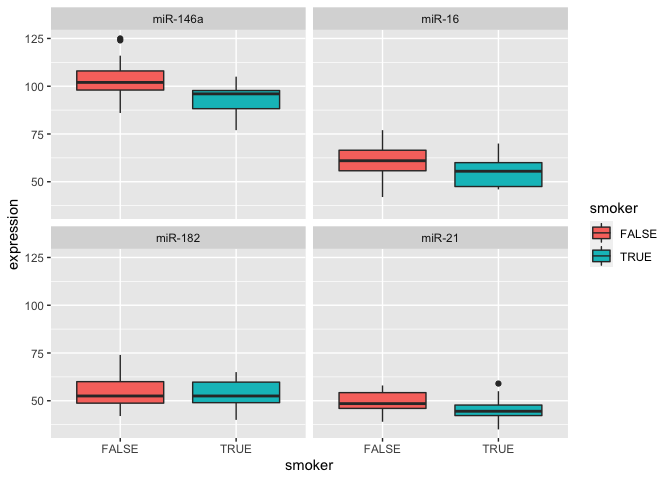 miR-146a miR-16
125
100
75
50
miR-182 miR-21
125
100
75
50
FALSE TRUE FALSE TRUE
smoker
expression
smoker
FALSE
TRUE